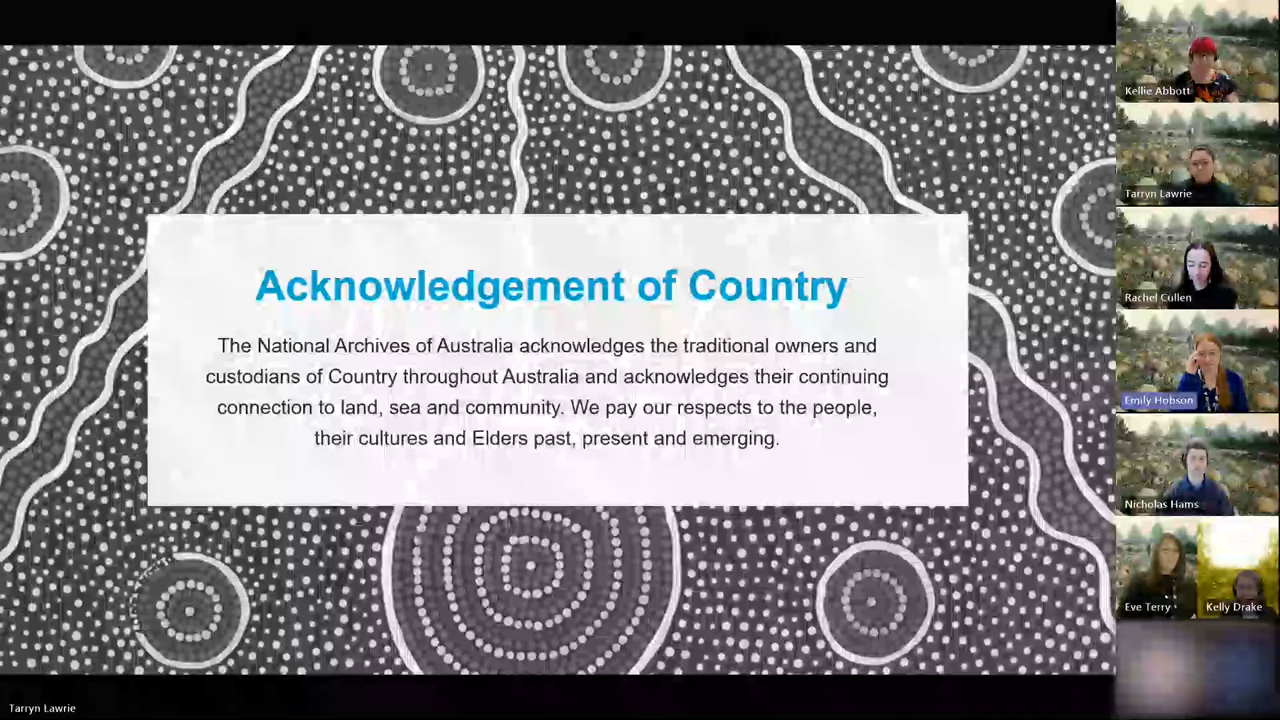 Acknowledgement of Country
The National Archives of Australia acknowledges the traditional owners and
custodians of Country throughout Australia and acknowledges their continuing
connection to land, sea and community. We pay our respects to the people,
their cultures and Elders past, present and emerging.
Kellie Abbott
Tarryn Lawrie
Rachel Cullen
Emily Hobson
Nicholas Hams
Eve Terry
Kelly Drake
Tarryn Lawrie